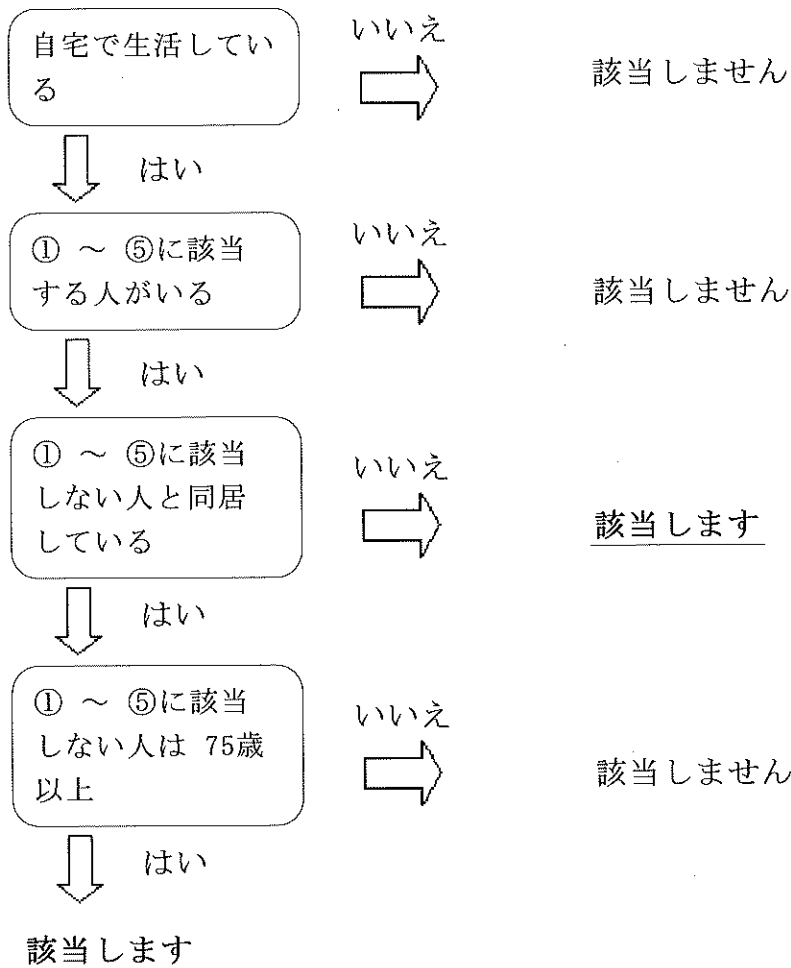 自宅で生活してい
る
いいえ
該当しません
はい
① ～ ⑤に該当
する人がいる
いいえ
該当しません
はい
① ～ ⑤に該当
しない人と同居
している
いいえ
該当します
はい
① ～ ⑤に該当
しない人は 75歳
以上
いいえ
該当しません
はい
該当します